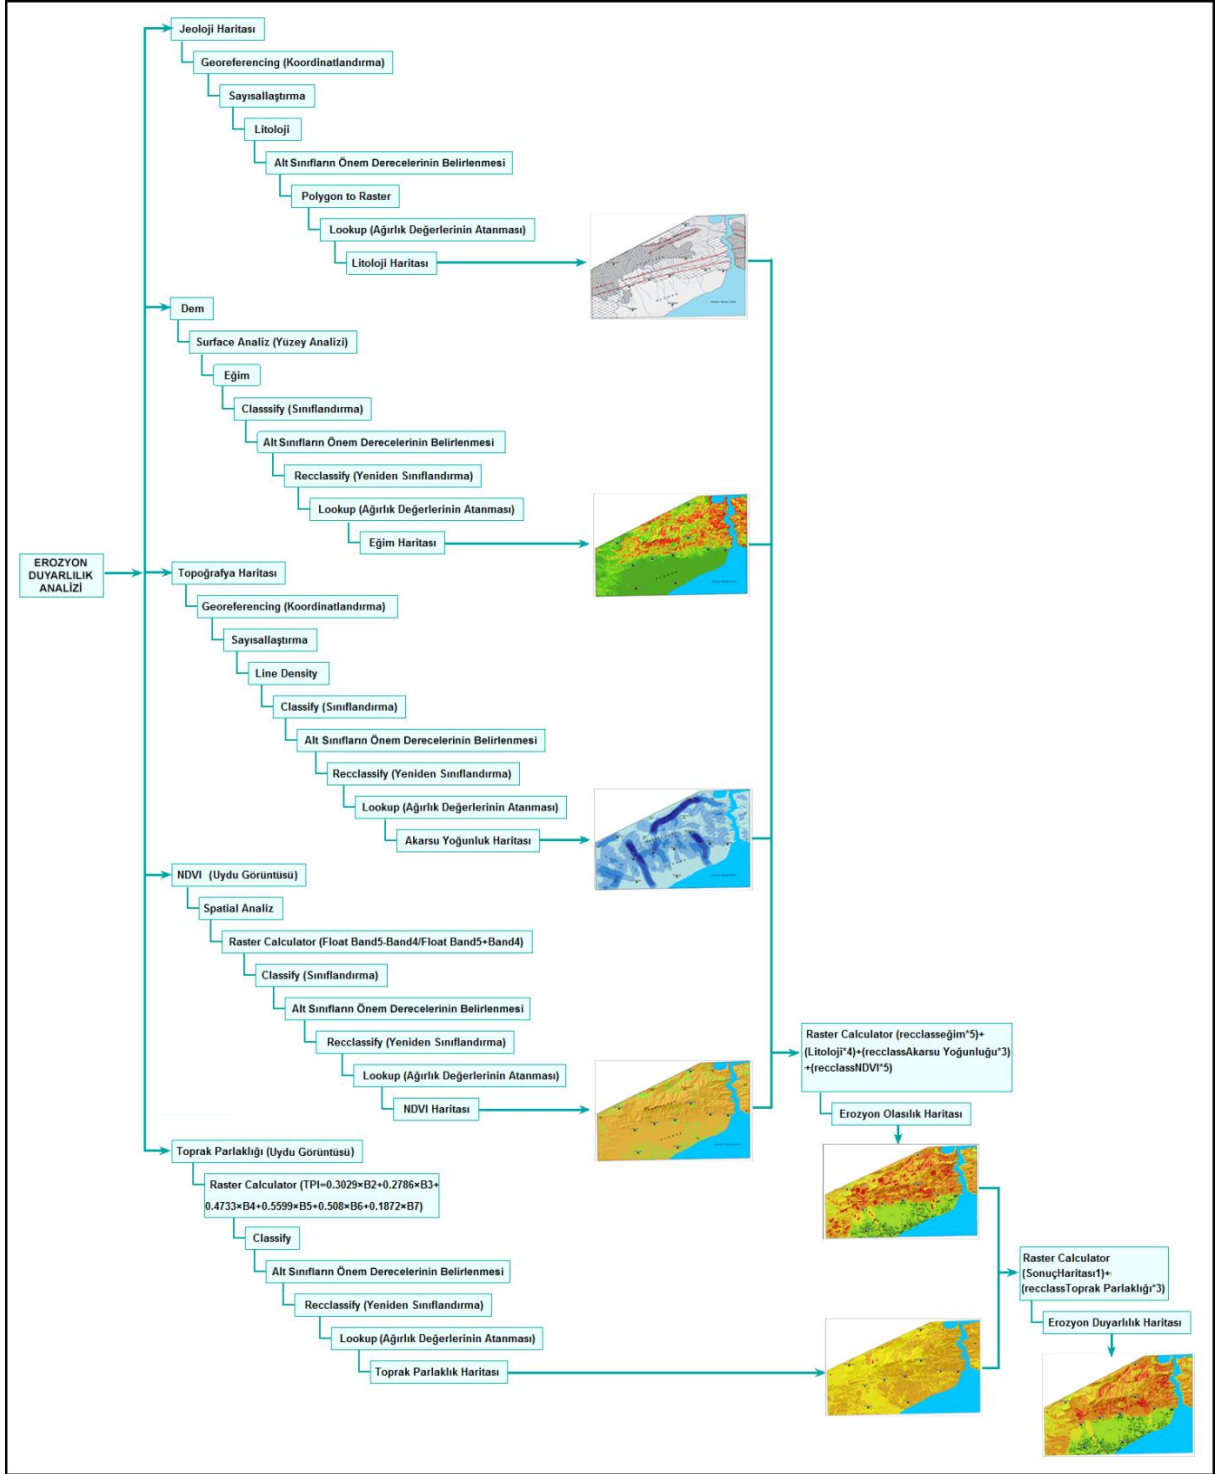 Jeoloji Haritası
Georeferencing (Koordinatlandırma)
Sayısallaştırma
Litoloji
Alt Sınıfların Önem Derecelerinin Belirlenmesi
Polygon to Raster
Lookup (Ağırlık Değerlerinin Atanması)
Litoloji Haritası
Dem
Surface Analiz (Yüzey Analizi)
Eğim
Classsify (Sınıflandırma)
Alt Sınıfların Önem Derecelerinin Belirlenmesi
Recclassify (Yeniden Sınıflandırma)
Lookup (Ağırlık Değerlerinin Atanması)
Eğim Haritası
EROZYON
DUYARLILIK
ANALİZİ
Topoğrafya Haritası
Georeferencing (Koordinatlandırma)
Sayısallaştırma
Line Density
Classify (Sınıflandırma)
Alt Sınıfların Önem Derecelerinin Belirlenmesi
Recclassify (Yeniden Sınıflandırma)
Lookup (Ağırlık Değerlerinin Atanması)
Akarsu Yoğunluk Haritası
NDVI (Uydu Görüntüsü)
Spatial Analiz
Raster Calculator (Float Band5-Band4/Float Band5+Band4)
Classify (Sınıflandırma)
Alt Sınıfların Önem Derecelerinin Belirlenmesi
Recclassify (Yeniden Sınıflandırma)
Lookup (Ağırlık Değerlerinin Atanması)
NDVI Haritası
Raster Calculator (recclasseğim*5)+
(Litoloji*4)+(recclassAkarsu Yoğunluğu*3)
+(recclassNDVI*5)
Erozyon Olasılık Haritası
Toprak Parlaklığı (Uydu Görüntüsü)
Raster Calculator (TPI=0.3029×B2+0.2786×B3+
0.4733×B4+0.5599×B5+0.508×B6+0.1872×B7)
Classify
Alt Sınıfların Önem Derecelerinin Belirlenmesi
Recclassify (Yeniden Sınıflandırma)
Lookup (Ağırlık Değerlerinin Atanması)
Toprak Parlaklık Haritası
Raster Calculator
(SonuçHaritası1)+
(recclassToprak Parlaklığı*3)
Erozyon Duyarlılık Haritası